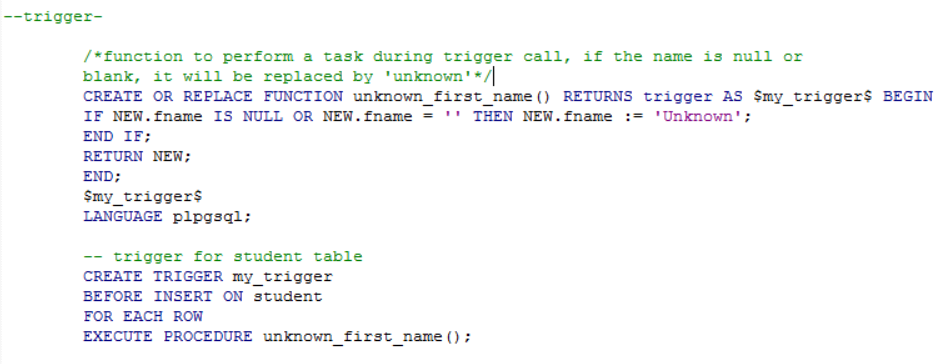 --trigger-
/*function to perform a task during trigger call, if the name is null or
blank, it will be replaced by 'unknown'*/
CREATE OR REPLACE FUNCTION unknown_first_name() RETURNS trigger AS $my_trigger$ BEGIN
IF NEW.fname IS NULL OR NEW.fname = '' THEN NEW.fname := 'Unknown';
END IF;
RETURN NEW;
END;
$my_trigger$
LANGUAGE plpgsql;
-- trigger for student table
CREATE TRIGGER my_trigger
BEFORE INSERT ON student
FOR EACH ROW
EXECUTE PROCEDURE unknown_first_name();